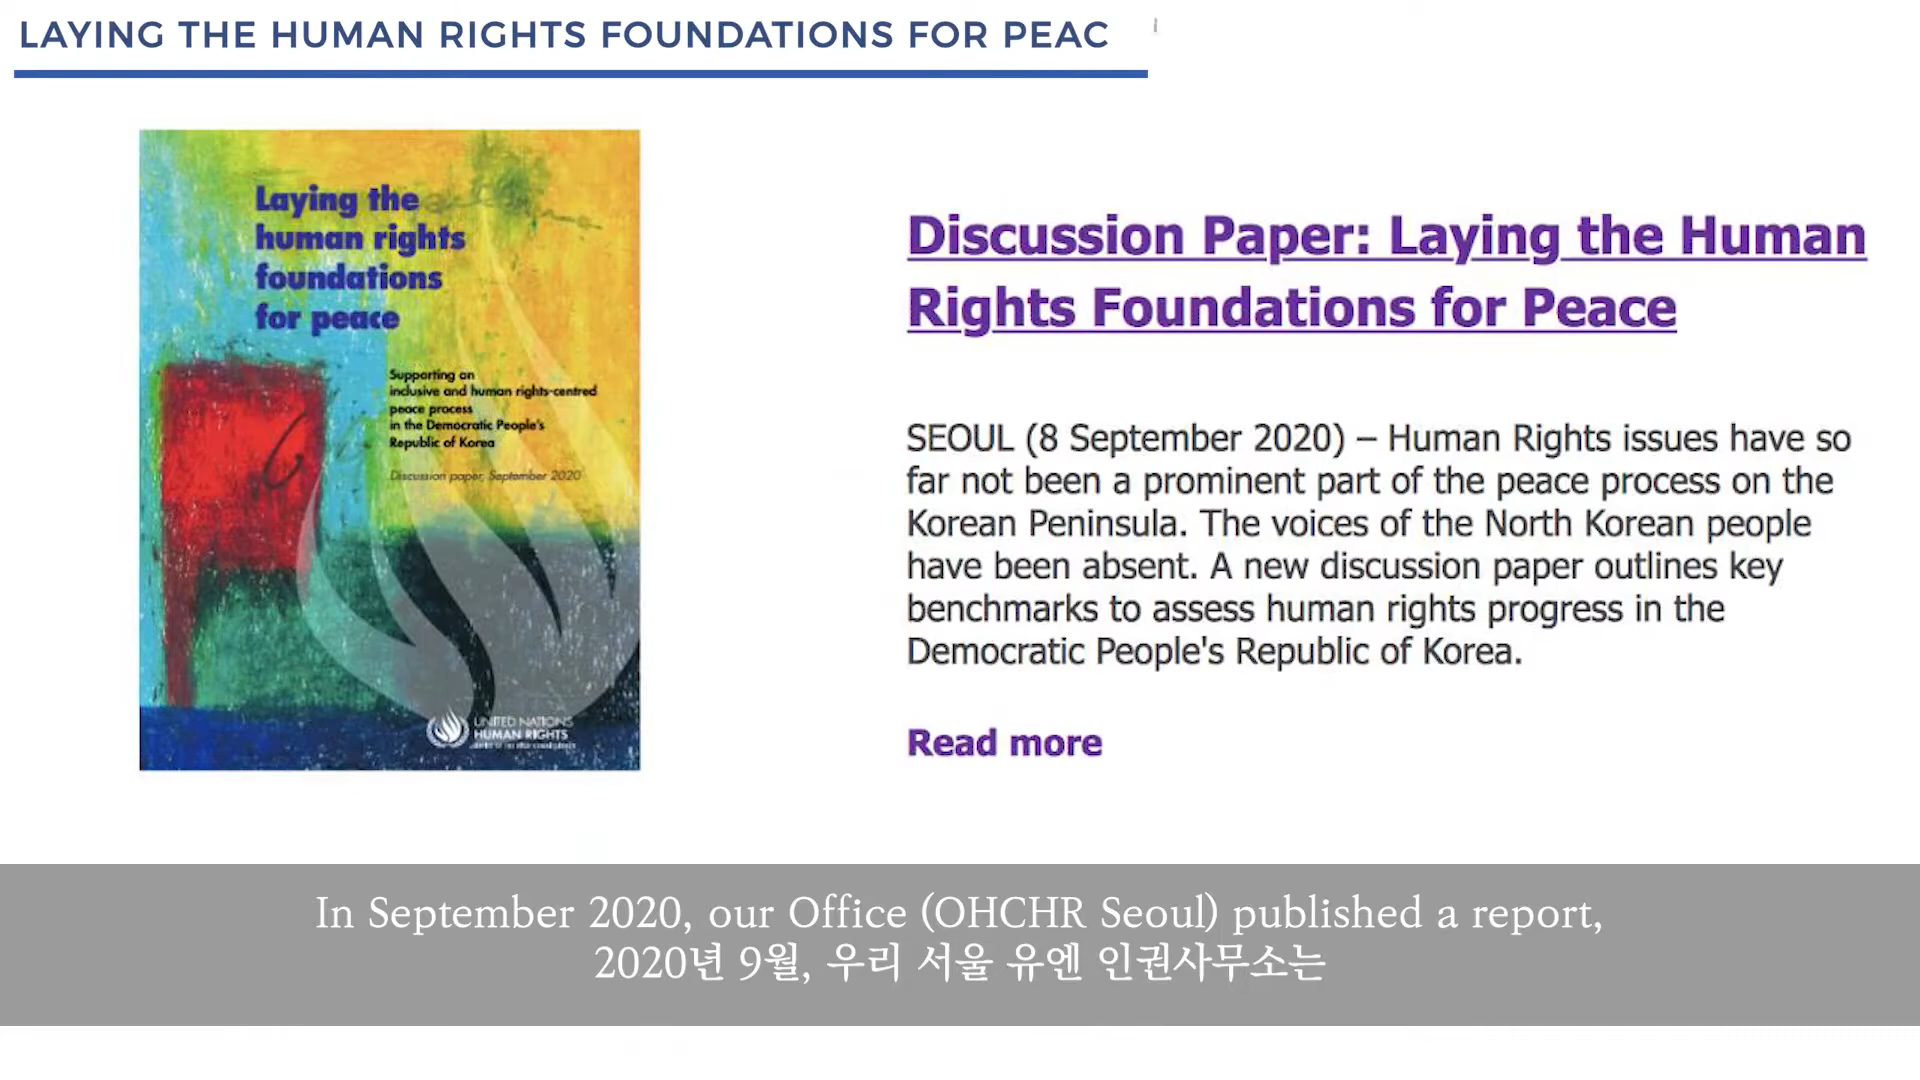 LAYING THE HUMAN RIGHTS FOUNDATIONS FOR PEAC
Laying the
human rights
foundations
for peace
Supporting an
inclusive and human rights-centred
peace process
in the Democratic People's
Republic of Korea
Discussion paper, September 2020
UNITED NATIONS
HUMAN RIGHTS
Discussion Paper: Laying the Human
Rights Foundations for Peace
SEOUL (8 September 2020) – Human Rights issues have so
far not been a prominent part of the peace process on the
Korean Peninsula. The voices of the North Korean people
have been absent. A new discussion paper outlines key
benchmarks to assess human rights progress in the
Democratic People's Republic of Korea.
Read more
In September 2020, our Office (OHCHR Seoul) published a report,
2020년 9월, 우리 서울 유엔 인권사무소는